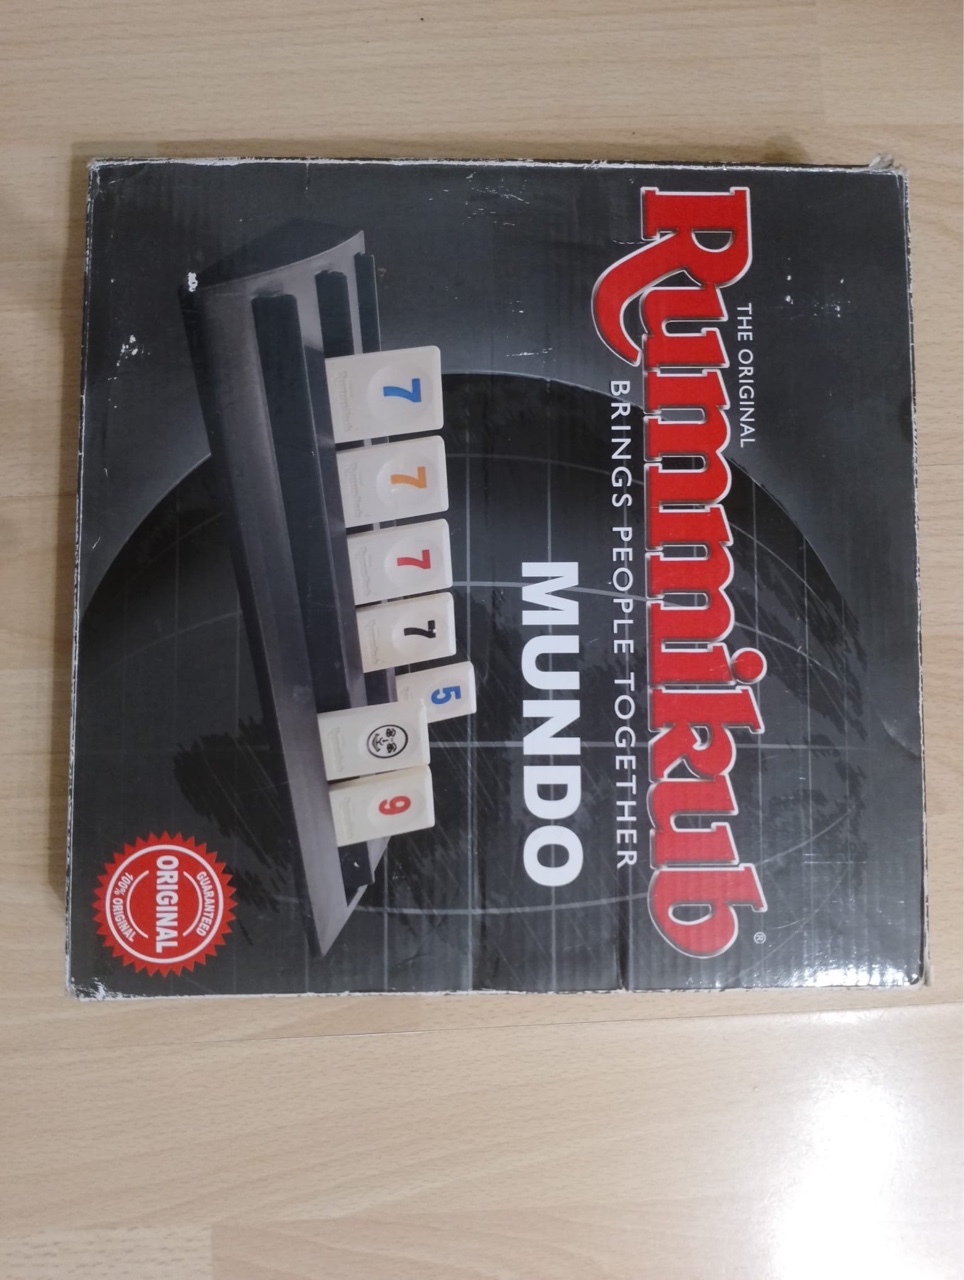 THE ORIGINAL
Rummikub®
BRINGS PEOPLE TOGETHER
MUNDO
7
7
7
7
5
9
GUARANTEED
ORIGINAL
100% ORIGINAL